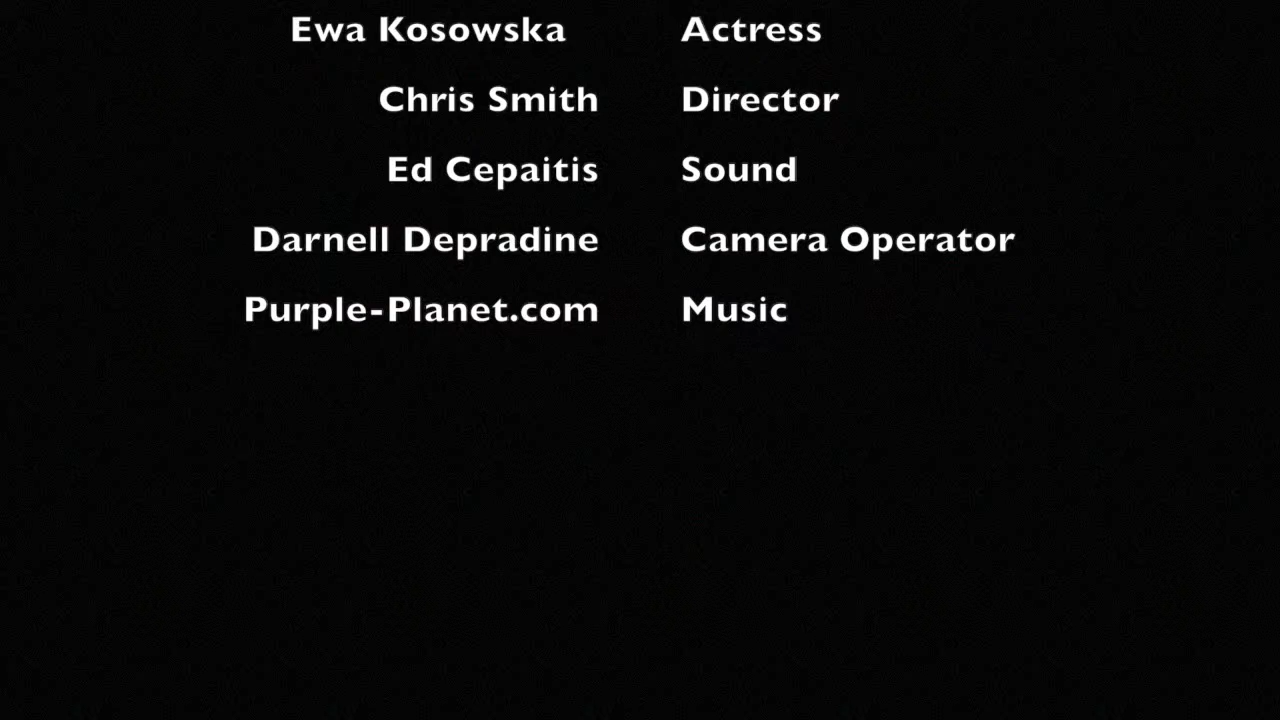 Ewa Kosowska Actress
Chris Smith Director
Ed Cepaitis Sound
Darnell Depradine Camera Operator
Purple-Planet.com Music